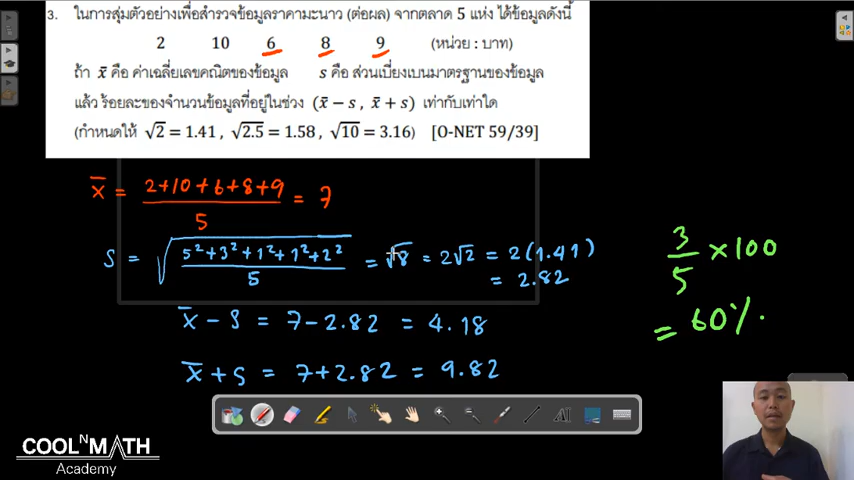 3. ในการสุ่มตัวอย่างเพื่อสำรวจข้อมูลราคามะนาว (ต่อผล) จากตลาด 5 แห่ง ได้ข้อมูลดังนี้
2 10 6 8 9 (หน่วย : บาท)
ถ้า x̄ คือ ค่าเฉลี่ยเลขคณิตของข้อมูล s คือ ส่วนเบี่ยงเบนมาตรฐานของข้อมูล
แล้ว ร้อยละของจำนวนข้อมูลที่อยู่ในช่วง (x̄ − s , x̄ + s) เท่ากับเท่าใด
(กำหนดให้ √2 = 1.41 , √2.5 = 1.58 , √10 = 3.16) [O-NET 59/39]
x̄ = (2+10+6+8+9)/5 = 7
s = √((5²+3²+1²+1²+2²)/5) = √8 = 2√2 = 2(1.41)
= 2.82
x̄ − s = 7 − 2.82 = 4.18
x̄ + s = 7 + 2.82 = 9.82
3/5 × 100
= 60%.
COOL N MATH
Academy